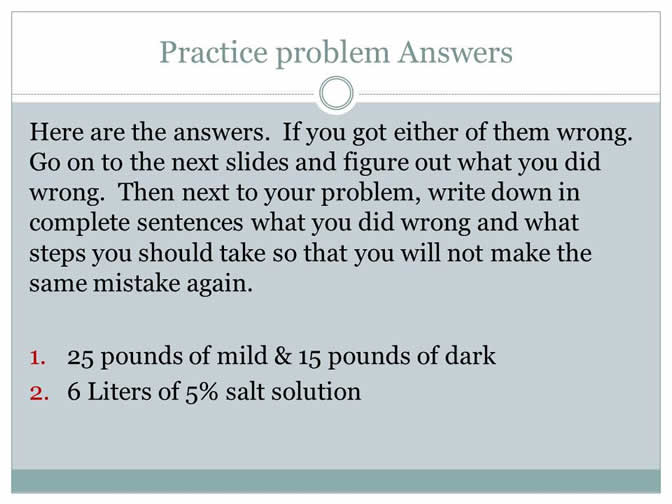 Practice problem Answers
Here are the answers.  If you got either of them wrong.
Go on to the next slides and figure out what you did
wrong.  Then next to your problem, write down in
complete sentences what you did wrong and what
steps you should take so that you will not make the
same mistake again.
1. 25 pounds of mild & 15 pounds of dark
2. 6 Liters of 5% salt solution